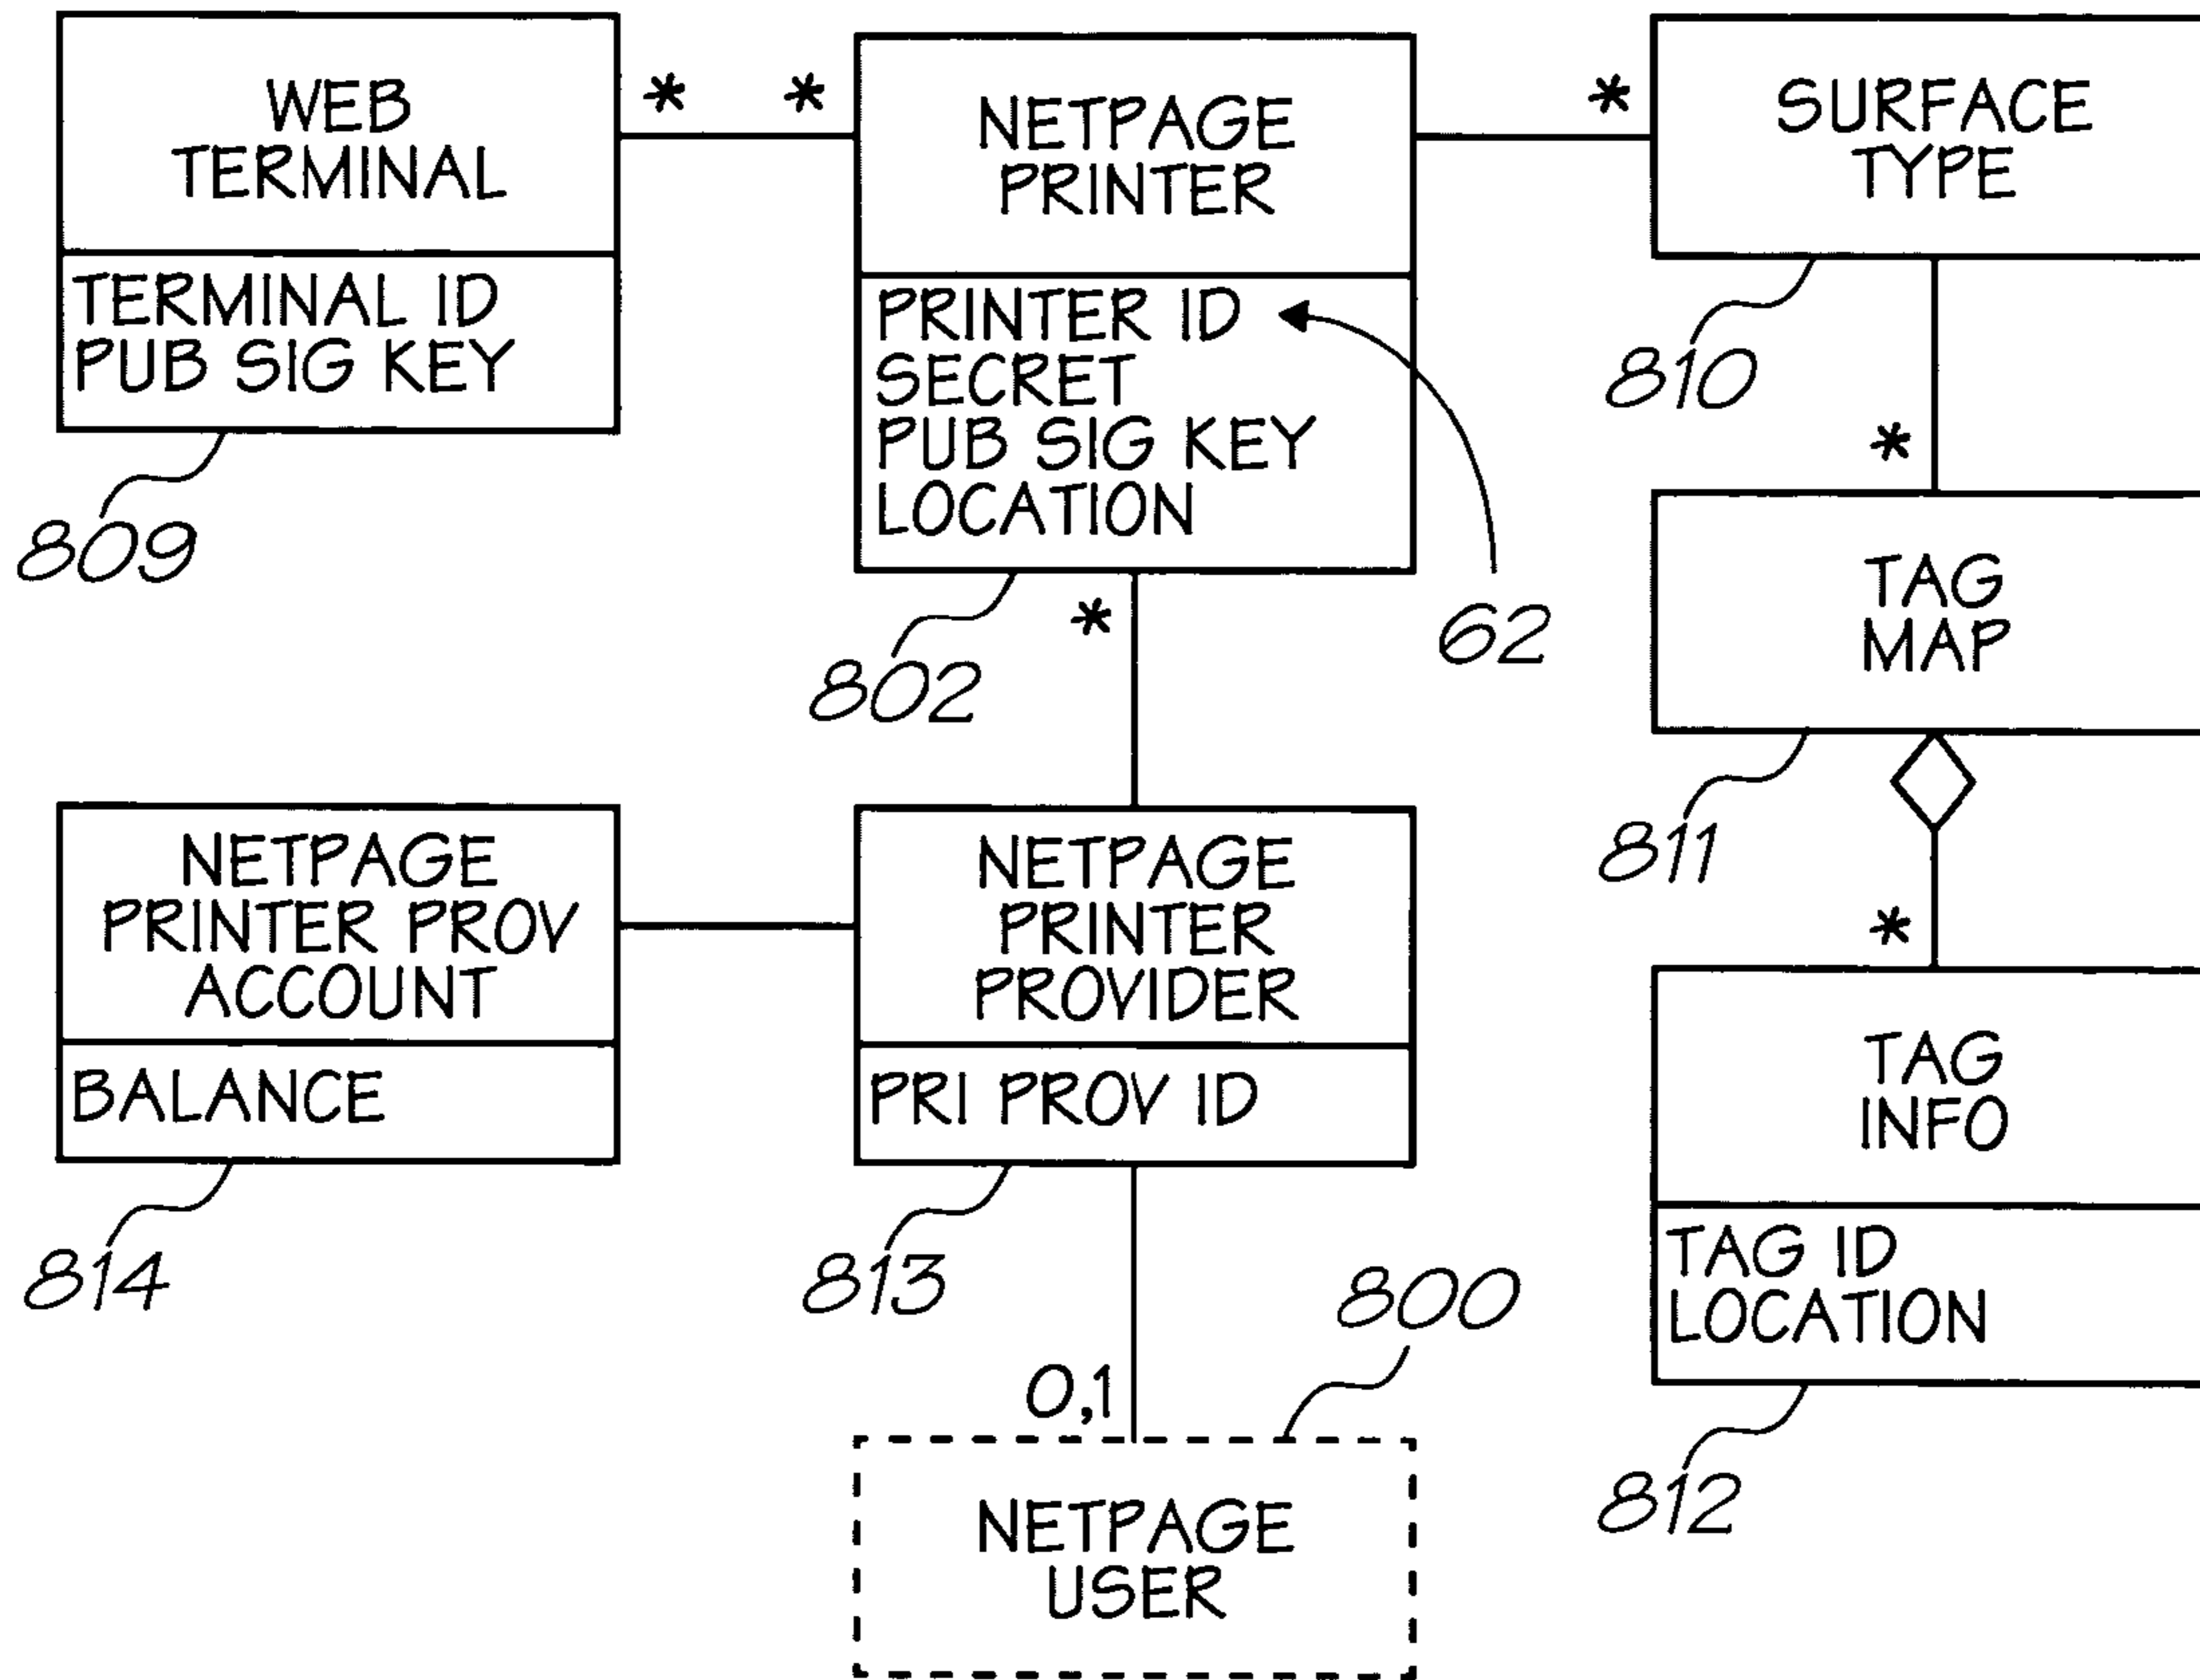 WEB
TERMINAL
TERMINAL ID
PUB SIG KEY
809
*
*
NETPAGE
PRINTER
PRINTER ID
SECRET
PUB SIG KEY
LOCATION
802
62
*
*
SURFACE
TYPE
810
*
TAG
MAP
811
*
TAG
INFO
TAG ID
LOCATION
812
NETPAGE
PRINTER PROV
ACCOUNT
BALANCE
814
NETPAGE
PRINTER
PROVIDER
PRI PROV ID
813
800
0,1
NETPAGE
USER